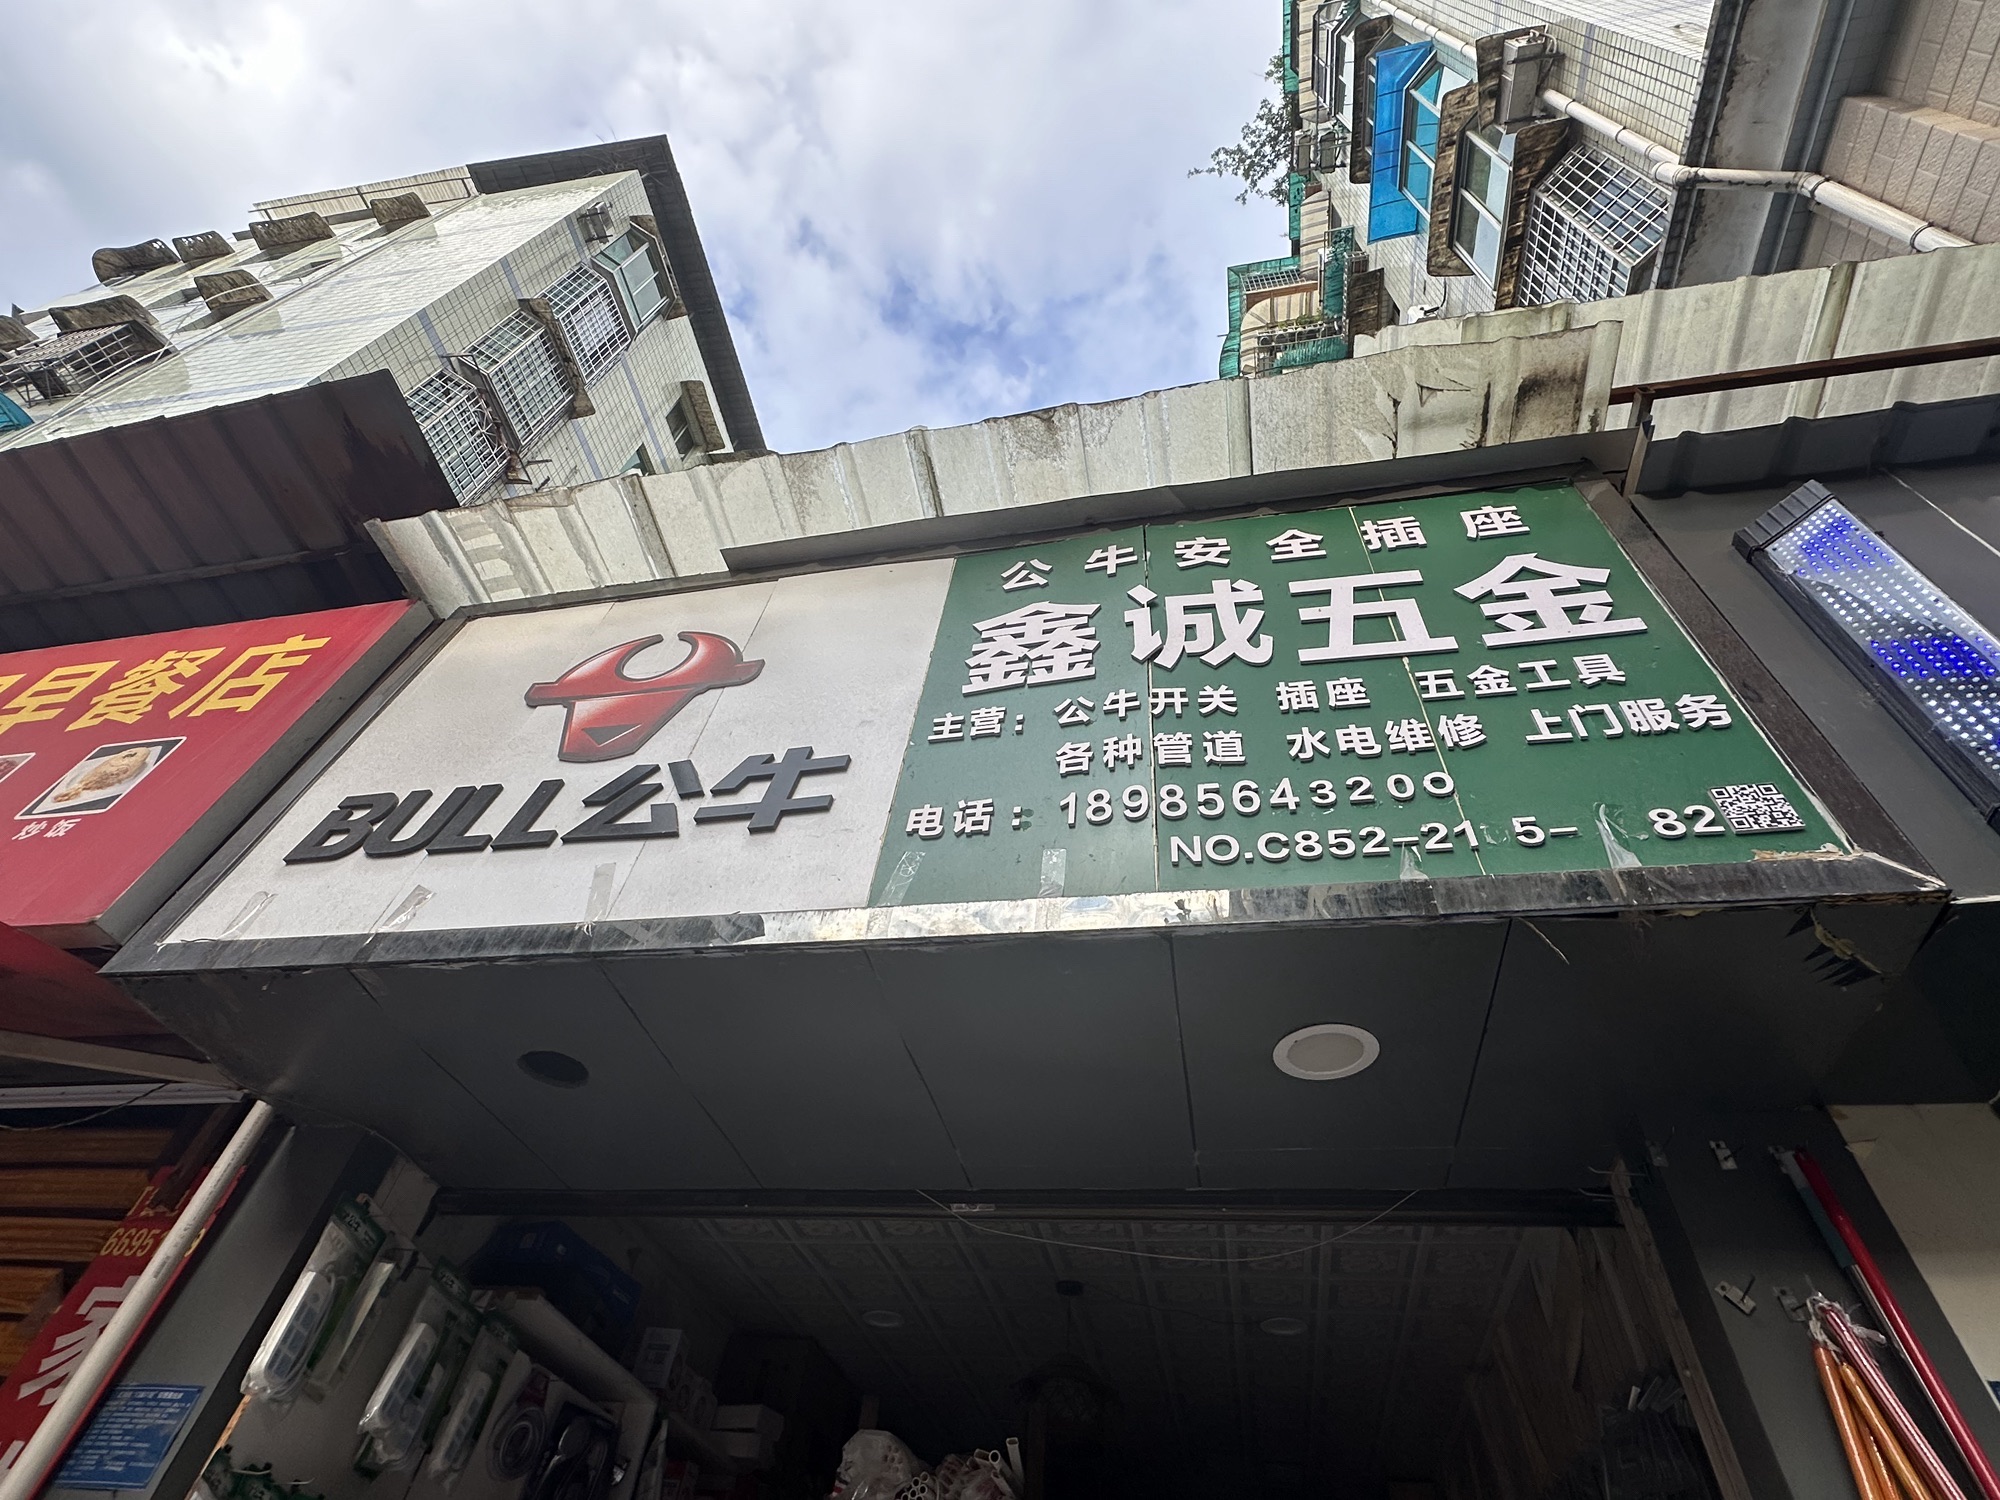 早餐店
炒饭
BULL公牛
公牛安全插座
鑫诚五金
主营：公牛开关 插座 五金工具
各种管道 水电维修 上门服务
电话：18985643200
NO.C852-21 5- 82
6695
家